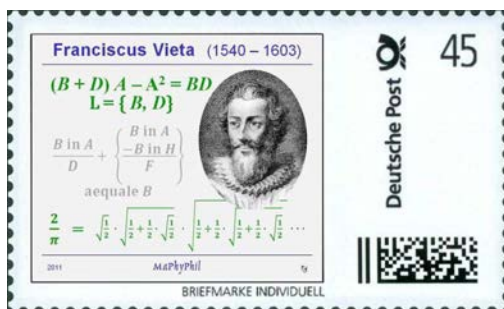 Franciscus Vieta (1540 – 1603)
45
(B + D) A – A² = BD
L = { B, D}
B in A / D + { B in A –B in H / F }
aequale B
2/π = √½ · √(½ + ½ · √½) · √(½ + ½ · √(½ + ½ · √½)) ···
2011 MaPhyPhil
Deutsche Post
BRIEFMARKE INDIVIDUELL